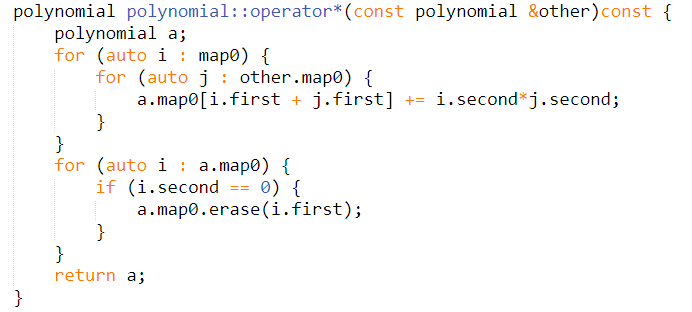 polynomial polynomial::operator*(const polynomial &other)const {
    polynomial a;
    for (auto i : map0) {
        for (auto j : other.map0) {
            a.map0[i.first + j.first] += i.second*j.second;
        }
    }
    for (auto i : a.map0) {
        if (i.second == 0) {
            a.map0.erase(i.first);
        }
    }
    return a;
}